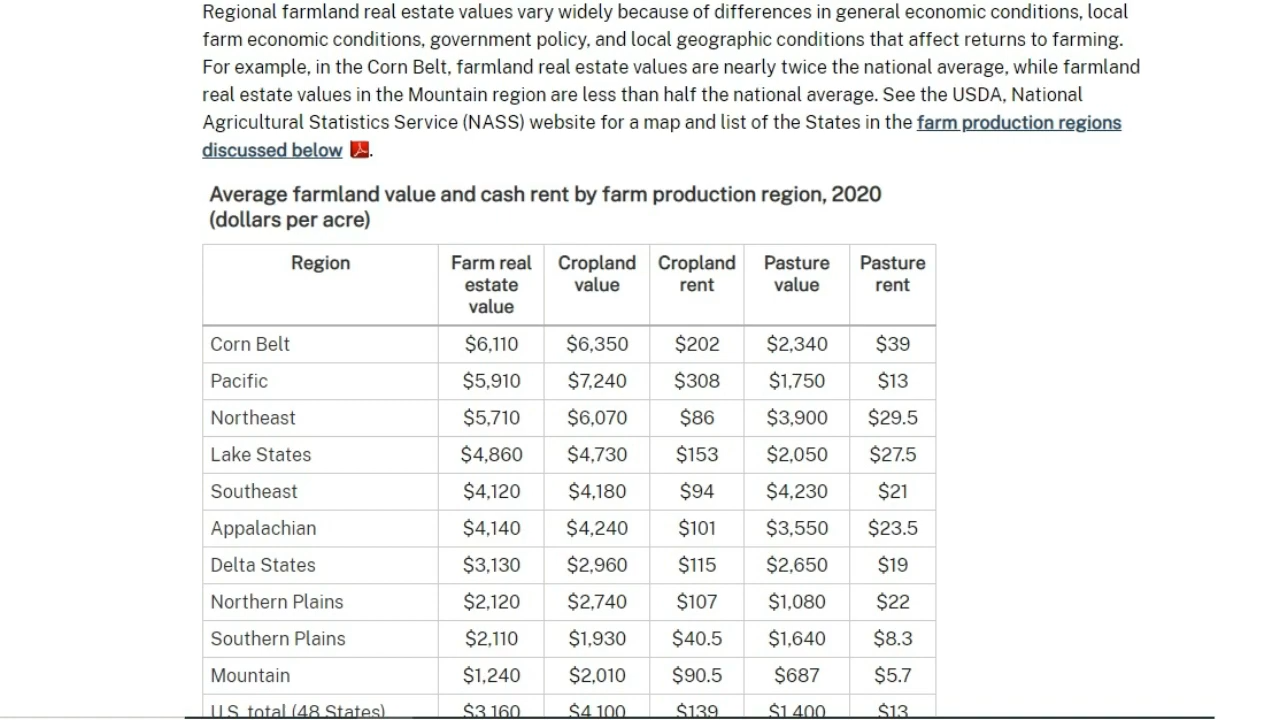 Regional farmland real estate values vary widely because of differences in general economic conditions, local
farm economic conditions, government policy, and local geographic conditions that affect returns to farming.
For example, in the Corn Belt, farmland real estate values are nearly twice the national average, while farmland
real estate values in the Mountain region are less than half the national average. See the USDA, National
Agricultural Statistics Service (NASS) website for a map and list of the States in the farm production regions
discussed below.
Average farmland value and cash rent by farm production region, 2020
(dollars per acre)
Region Farm real estate value Cropland value Cropland rent Pasture value Pasture rent
Corn Belt $6,110 $6,350 $202 $2,340 $39
Pacific $5,910 $7,240 $308 $1,750 $13
Northeast $5,710 $6,070 $86 $3,900 $29.5
Lake States $4,860 $4,730 $153 $2,050 $27.5
Southeast $4,120 $4,180 $94 $4,230 $21
Appalachian $4,140 $4,240 $101 $3,550 $23.5
Delta States $3,130 $2,960 $115 $2,650 $19
Northern Plains $2,120 $2,740 $107 $1,080 $22
Southern Plains $2,110 $1,930 $40.5 $1,640 $8.3
Mountain $1,240 $2,010 $90.5 $687 $5.7
U.S. total (48 States) $3,160 $4,100 $139 $1,400 $13